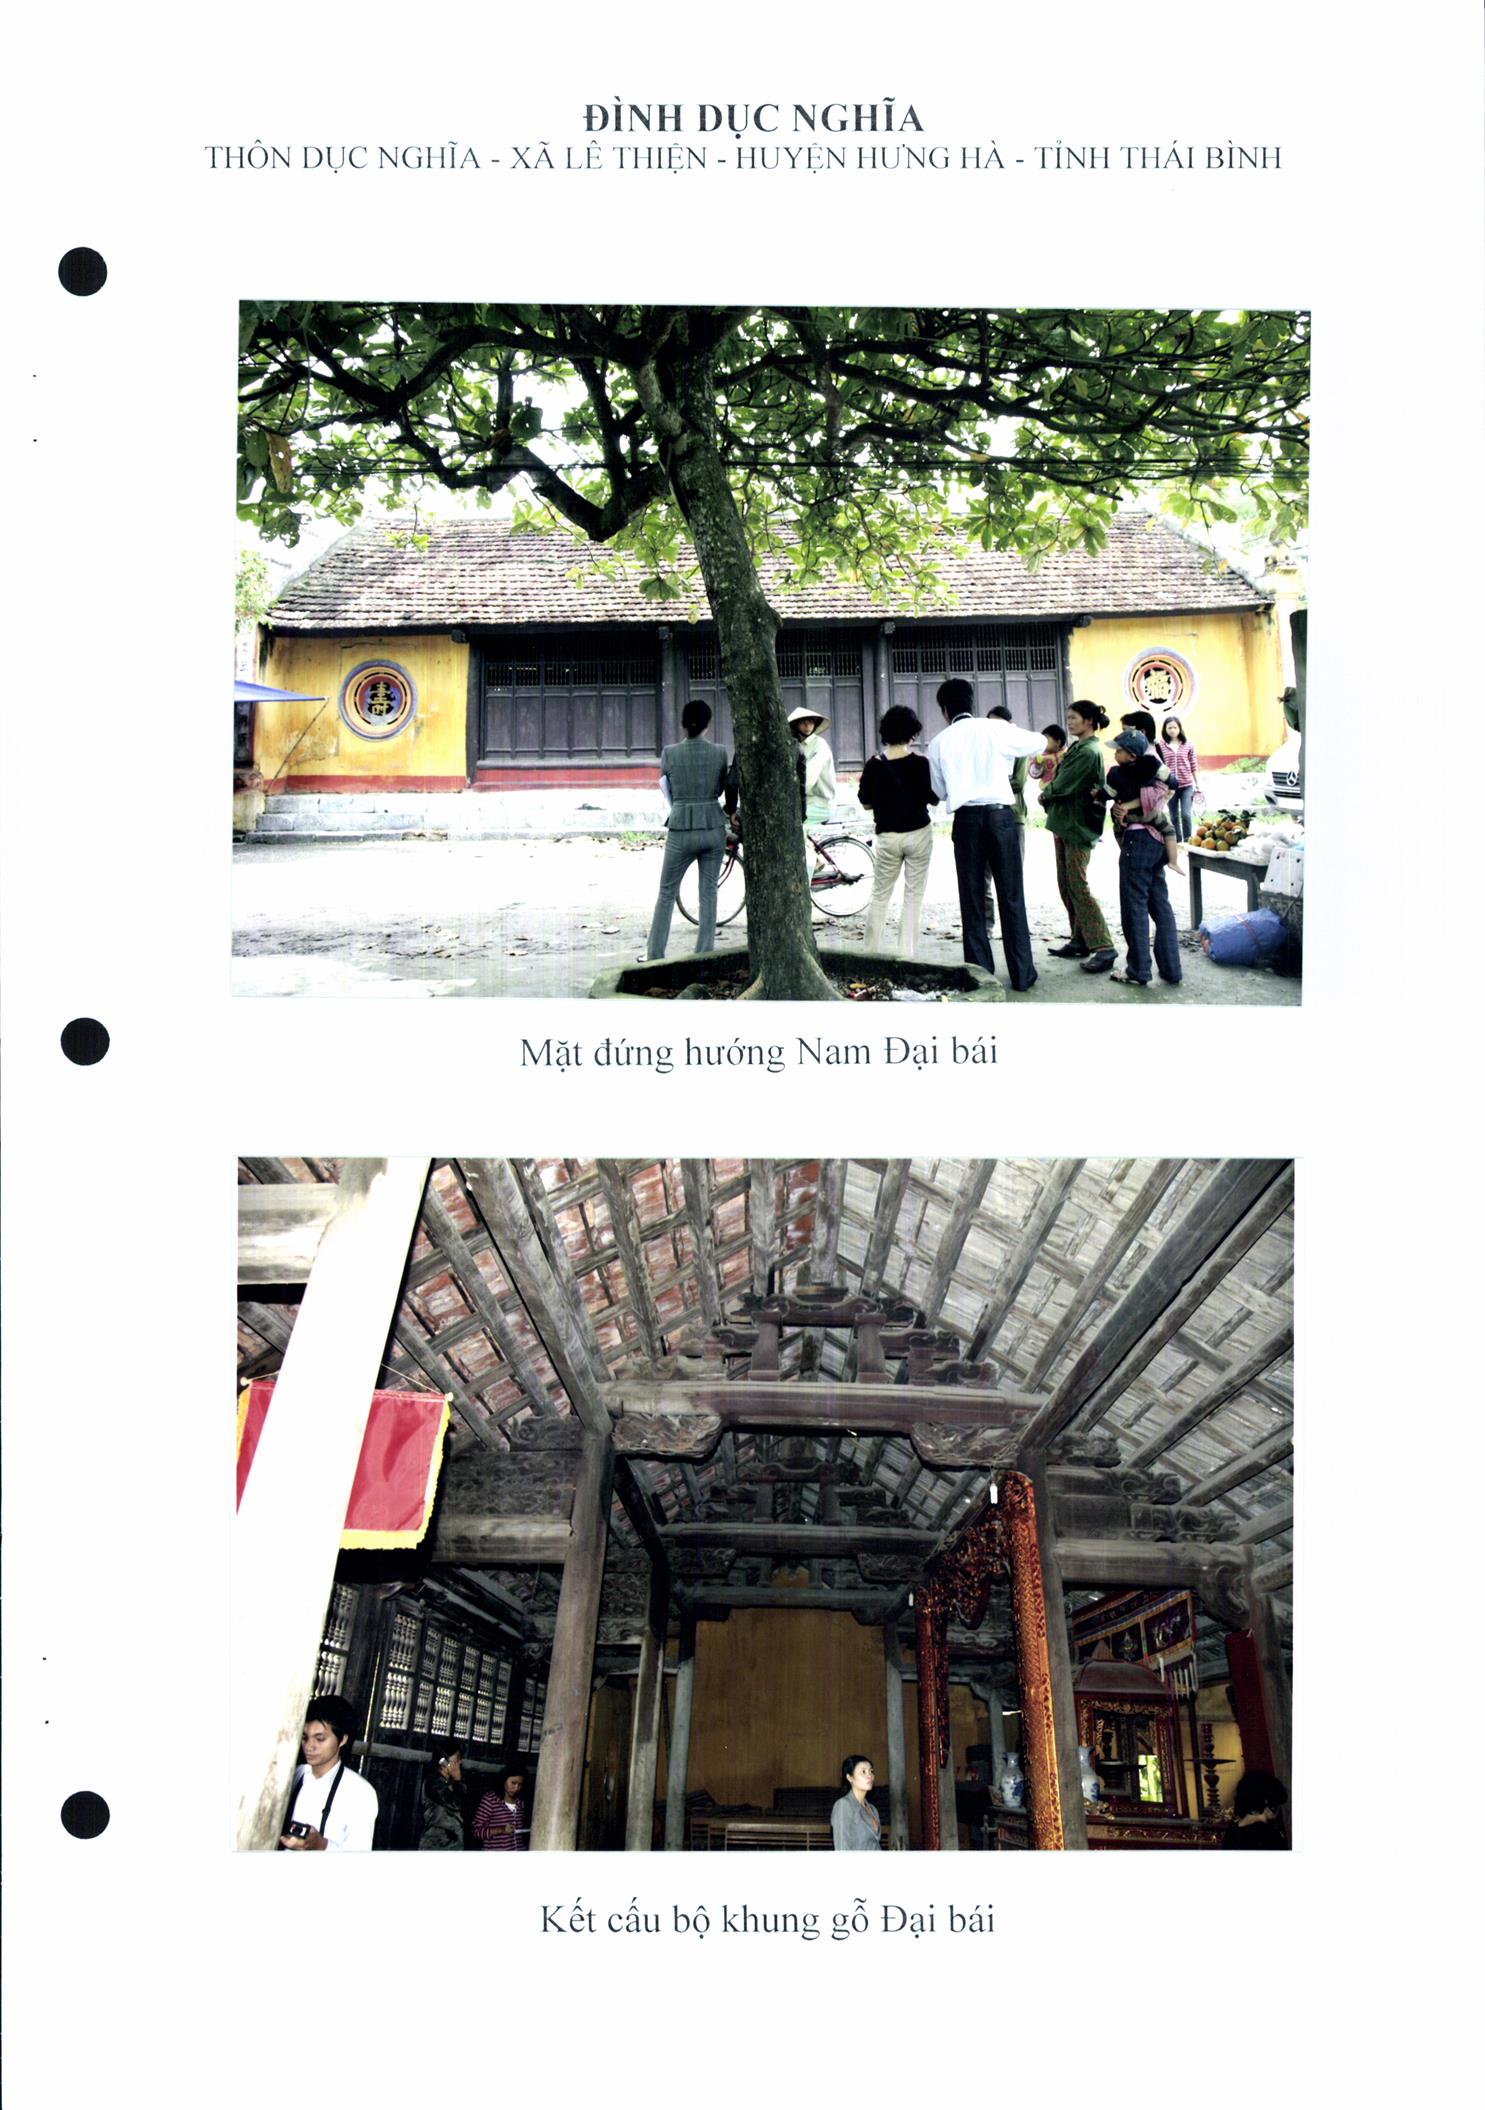 ĐÌNH DỤC NGHĨA
THÔN DỤC NGHĨA - XÃ LÊ THIỆN - HUYỆN HƯNG HÀ - TỈNH THÁI BÌNH
壽
福
Mặt đứng hướng Nam Đại bái
Kết cấu bộ khung gỗ Đại bái